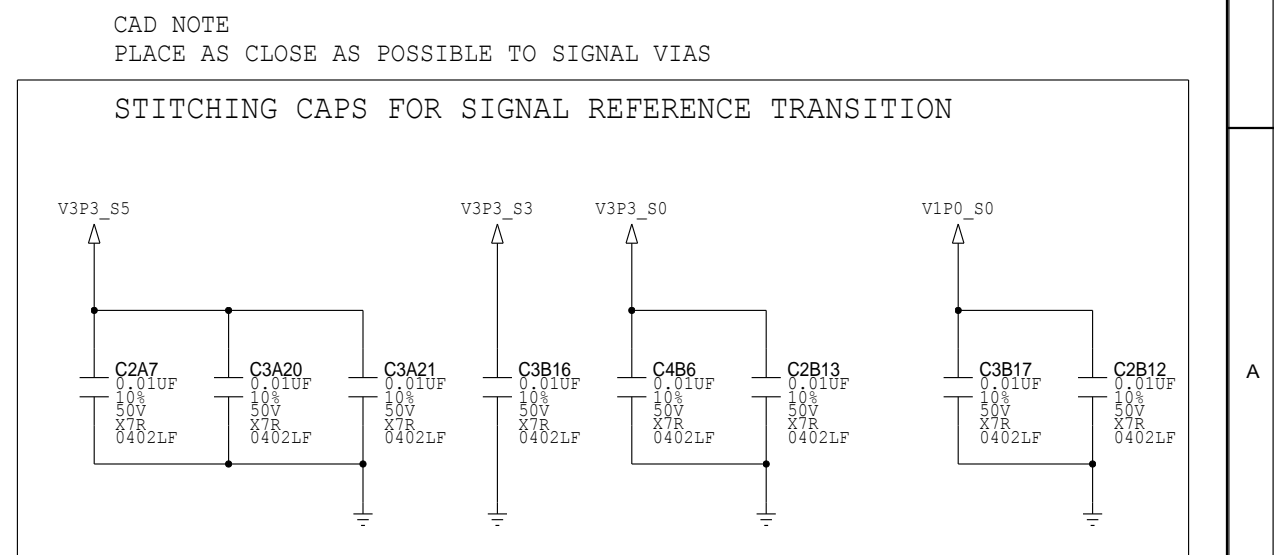 CAD NOTE
PLACE AS CLOSE AS POSSIBLE TO SIGNAL VIAS
STITCHING CAPS FOR SIGNAL REFERENCE TRANSITION
V3P3_S5
V3P3_S3
V3P3_S0
V1P0_S0
C2A7
0.01UF
10%
50V
X7R
0402LF
C3A20
0.01UF
10%
50V
X7R
0402LF
C3A21
0.01UF
10%
50V
X7R
0402LF
C3B16
0.01UF
10%
50V
X7R
0402LF
C4B6
0.01UF
10%
50V
X7R
0402LF
C2B13
0.01UF
10%
50V
X7R
0402LF
C3B17
0.01UF
10%
50V
X7R
0402LF
C2B12
0.01UF
10%
50V
X7R
0402LF
A